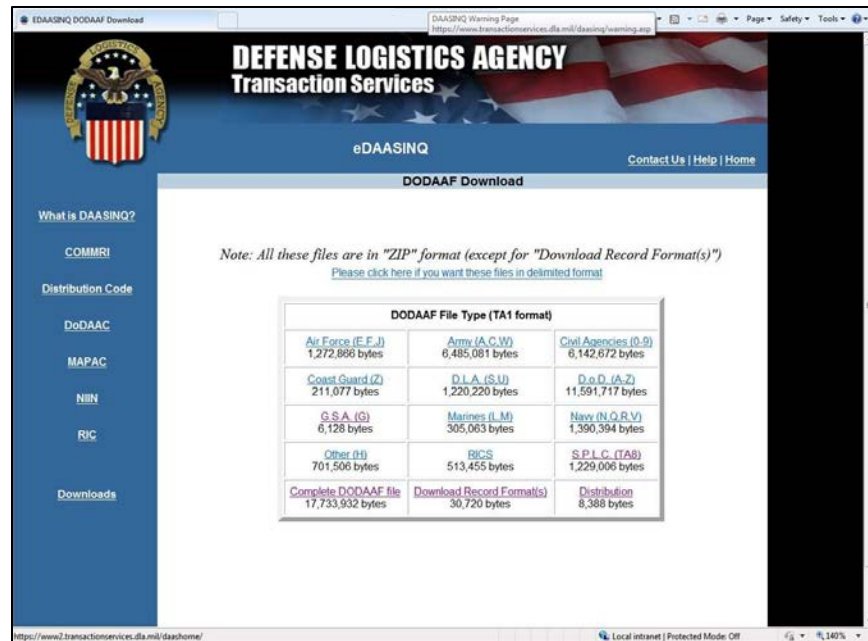 EDAASINQ DODAAF Download
DAASINQ Warning Page
https://www.transactionservices.dla.mil/daasinq/warning.asp
Page Safety Tools
DEFENSE LOGISTICS AGENCY
Transaction Services
DEFENSE LOGISTICS AGENCY
eDAASINQ
Contact Us | Help | Home
DODAAF Download
What is DAASINQ?
COMMRI
Distribution Code
DoDAAC
MAPAC
NIIN
RIC
Downloads
Note: All these files are in "ZIP" format (except for "Download Record Format(s)")
Please click here if you want these files in delimited format
DODAAF File Type (TA1 format)
Air Force (E,F,J) Army (A,C,W) Civil Agencies (0-9)
1,272,866 bytes 6,485,081 bytes 6,142,672 bytes
Coast Guard (Z) D.L.A. (S,U) D.o.D. (A-Z)
211,077 bytes 1,220,220 bytes 11,591,717 bytes
G.S.A. (G) Marines (L,M) Navy (N,Q,R,V)
6,128 bytes 305,063 bytes 1,390,394 bytes
Other (H) RICS S.P.L.C. (TA8)
701,506 bytes 513,455 bytes 1,229,006 bytes
Complete DODAAF file Download Record Format(s) Distribution
17,733,932 bytes 30,720 bytes 8,388 bytes
https://www2.transactionservices.dla.mil/daashome/
Local intranet | Protected Mode: Off
140%